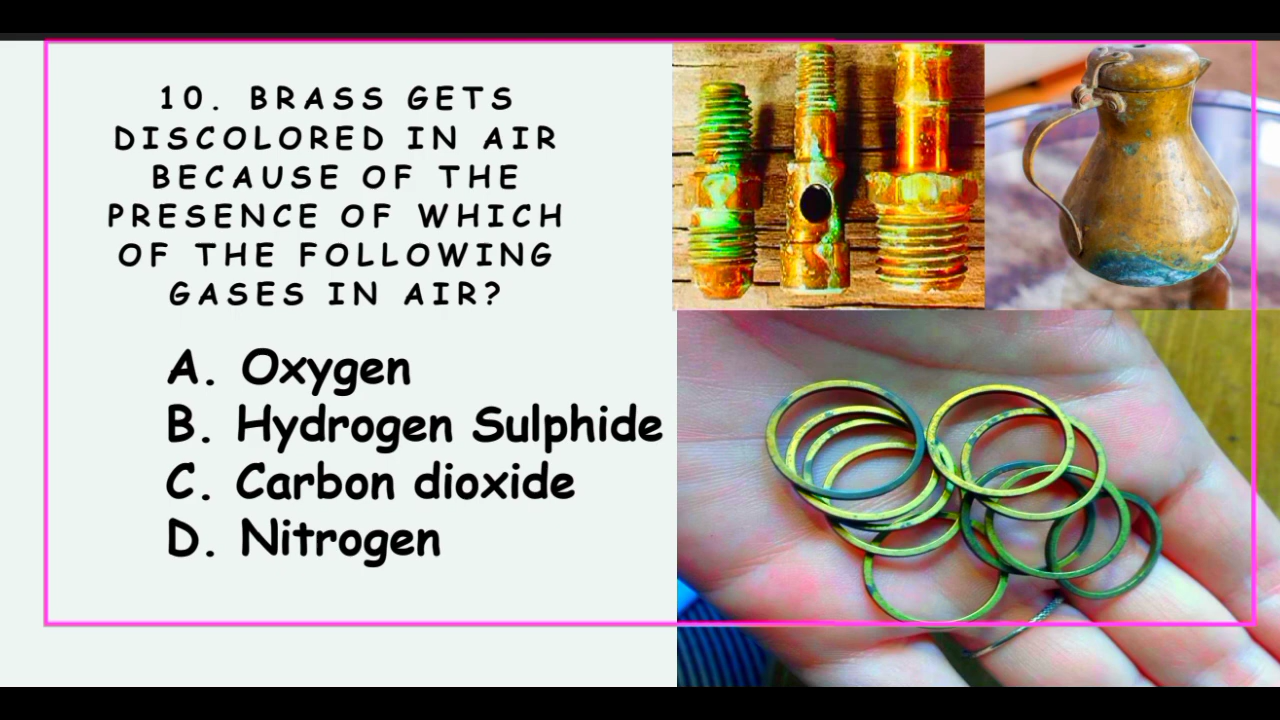 10. BRASS GETS
DISCOLORED IN AIR
BECAUSE OF THE
PRESENCE OF WHICH
OF THE FOLLOWING
GASES IN AIR?
A. Oxygen
B. Hydrogen Sulphide
C. Carbon dioxide
D. Nitrogen